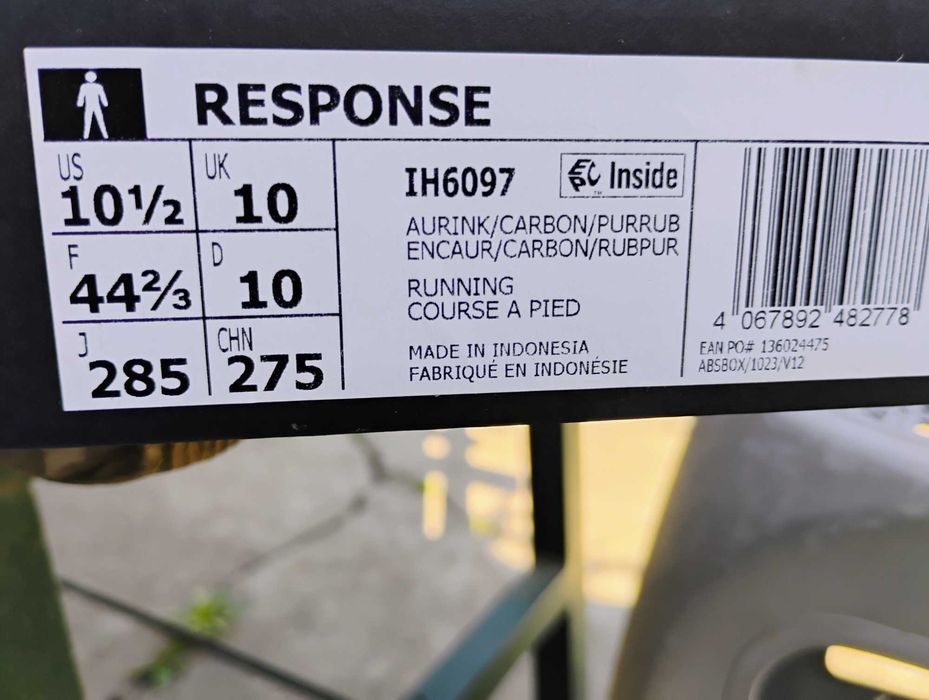 RESPONSE
US
10½
UK
10
F
44⅔
D
10
J
285
CHN
275
IH6097
EPC Inside
TM
AURINK/CARBON/PURRUB
ENCAUR/CARBON/RUBPUR
RUNNING
COURSE A PIED
MADE IN INDONESIA
FABRIQUÉ EN INDONÉSIE
4 067892 482778
EAN PO# 136024475
ABSBOX/1023/V12